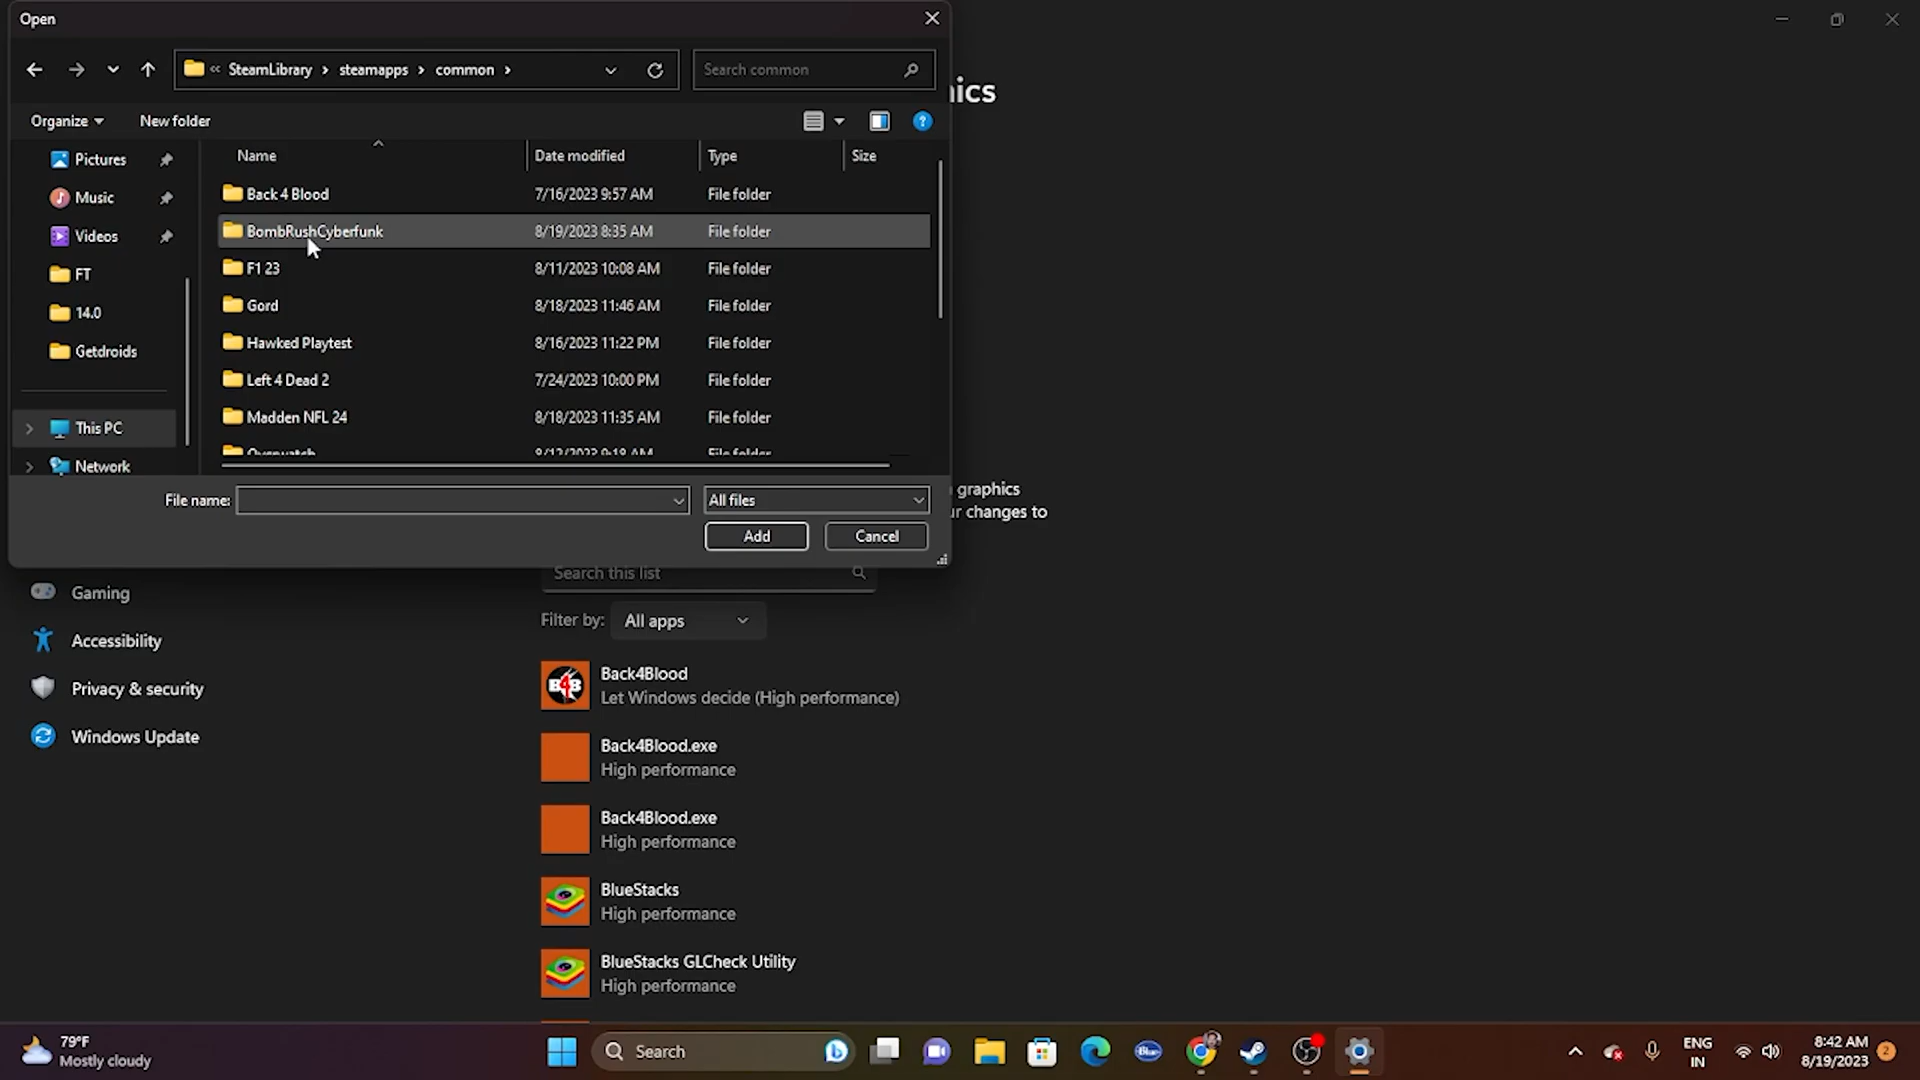 Open
SteamLibrary > steamapps > common >
Search common
Organize
New folder
ics
Name
Date modified
Type
Size
Pictures
Music
Videos
FT
14.0
Getdroids
This PC
Network
Back 4 Blood 7/16/2023 9:57 AM File folder
BombRushCyberfunk 8/19/2023 8:35 AM File folder
F1 23 8/11/2023 10:08 AM File folder
Gord 8/18/2023 11:46 AM File folder
Hawked Playtest 8/16/2023 11:22 PM File folder
Left 4 Dead 2 7/24/2023 10:00 PM File folder
Madden NFL 24 8/18/2023 11:35 AM File folder
Overwatch 8/12/2023 9:18 AM File folder
File name:
All files
Add
Cancel
graphics
ur changes to
Gaming
Accessibility
Privacy & security
Windows Update
Search this list
Filter by: All apps
Back4Blood
Let Windows decide (High performance)
Back4Blood.exe
High performance
Back4Blood.exe
High performance
BlueStacks
High performance
BlueStacks GLCheck Utility
High performance
79°F
Mostly cloudy
Search
ENG
IN
8:42 AM
8/19/2023
2